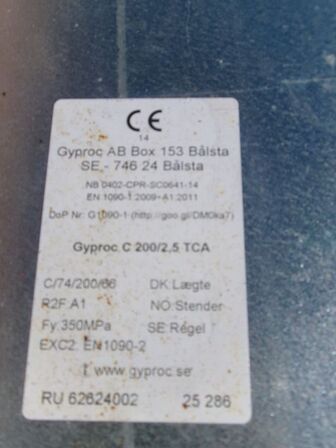 CE
14
Gyproc AB Box 153 Bålsta
SE - 746 24 Bålsta
NB 0402-CPR-SC0641-14
EN 1090-1:2009+A1:2011
DoP Nr: G1090-1 (http://goo.gl/DM0ka7)
Gyproc C 200/2,5 TCA
C/74/200/66 DK:Lægte
R2F A1 NO:Stender
Fy:350MPa SE Regel
EXC2. EN1090-2
www.gyproc.se
RU 62624002 25 286